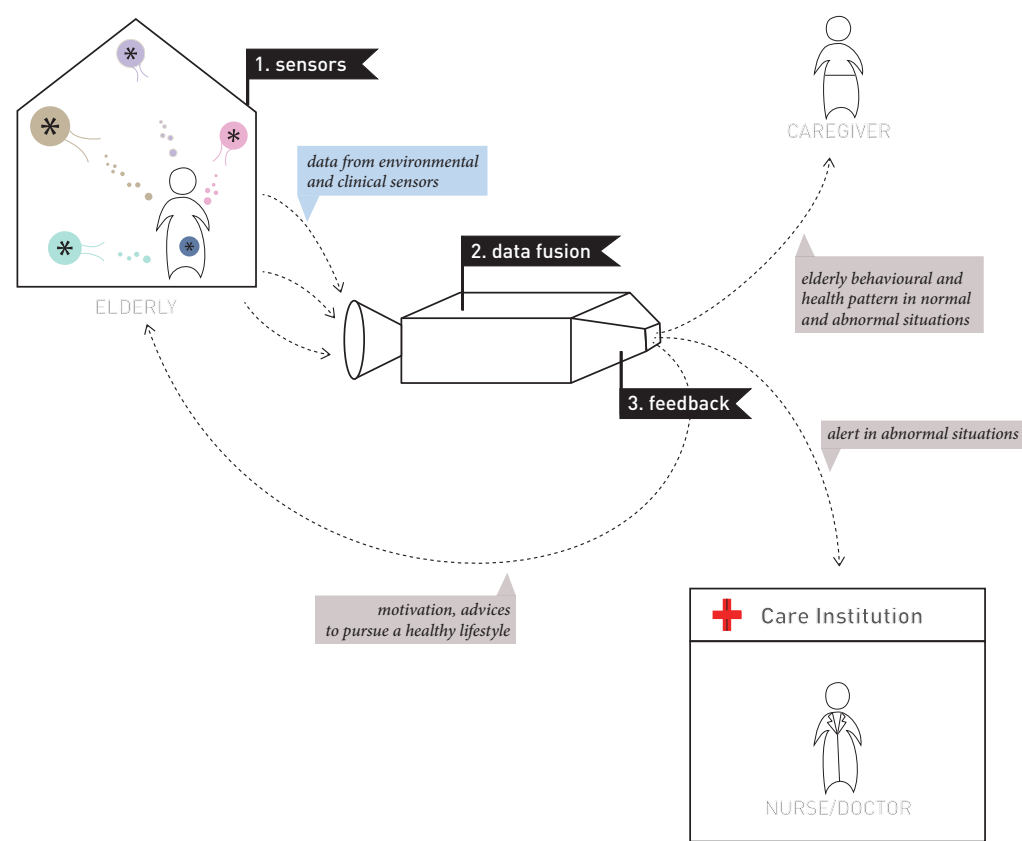 1. sensors
CAREGIVER
data from environmental
and clinical sensors
2. data fusion
elderly behavioural and
health pattern in normal
and abnormal situations
ELDERLY
3. feedback
alert in abnormal situations
motivation, advices
to pursue a healthy lifestyle
Care Institution
NURSE/DOCTOR